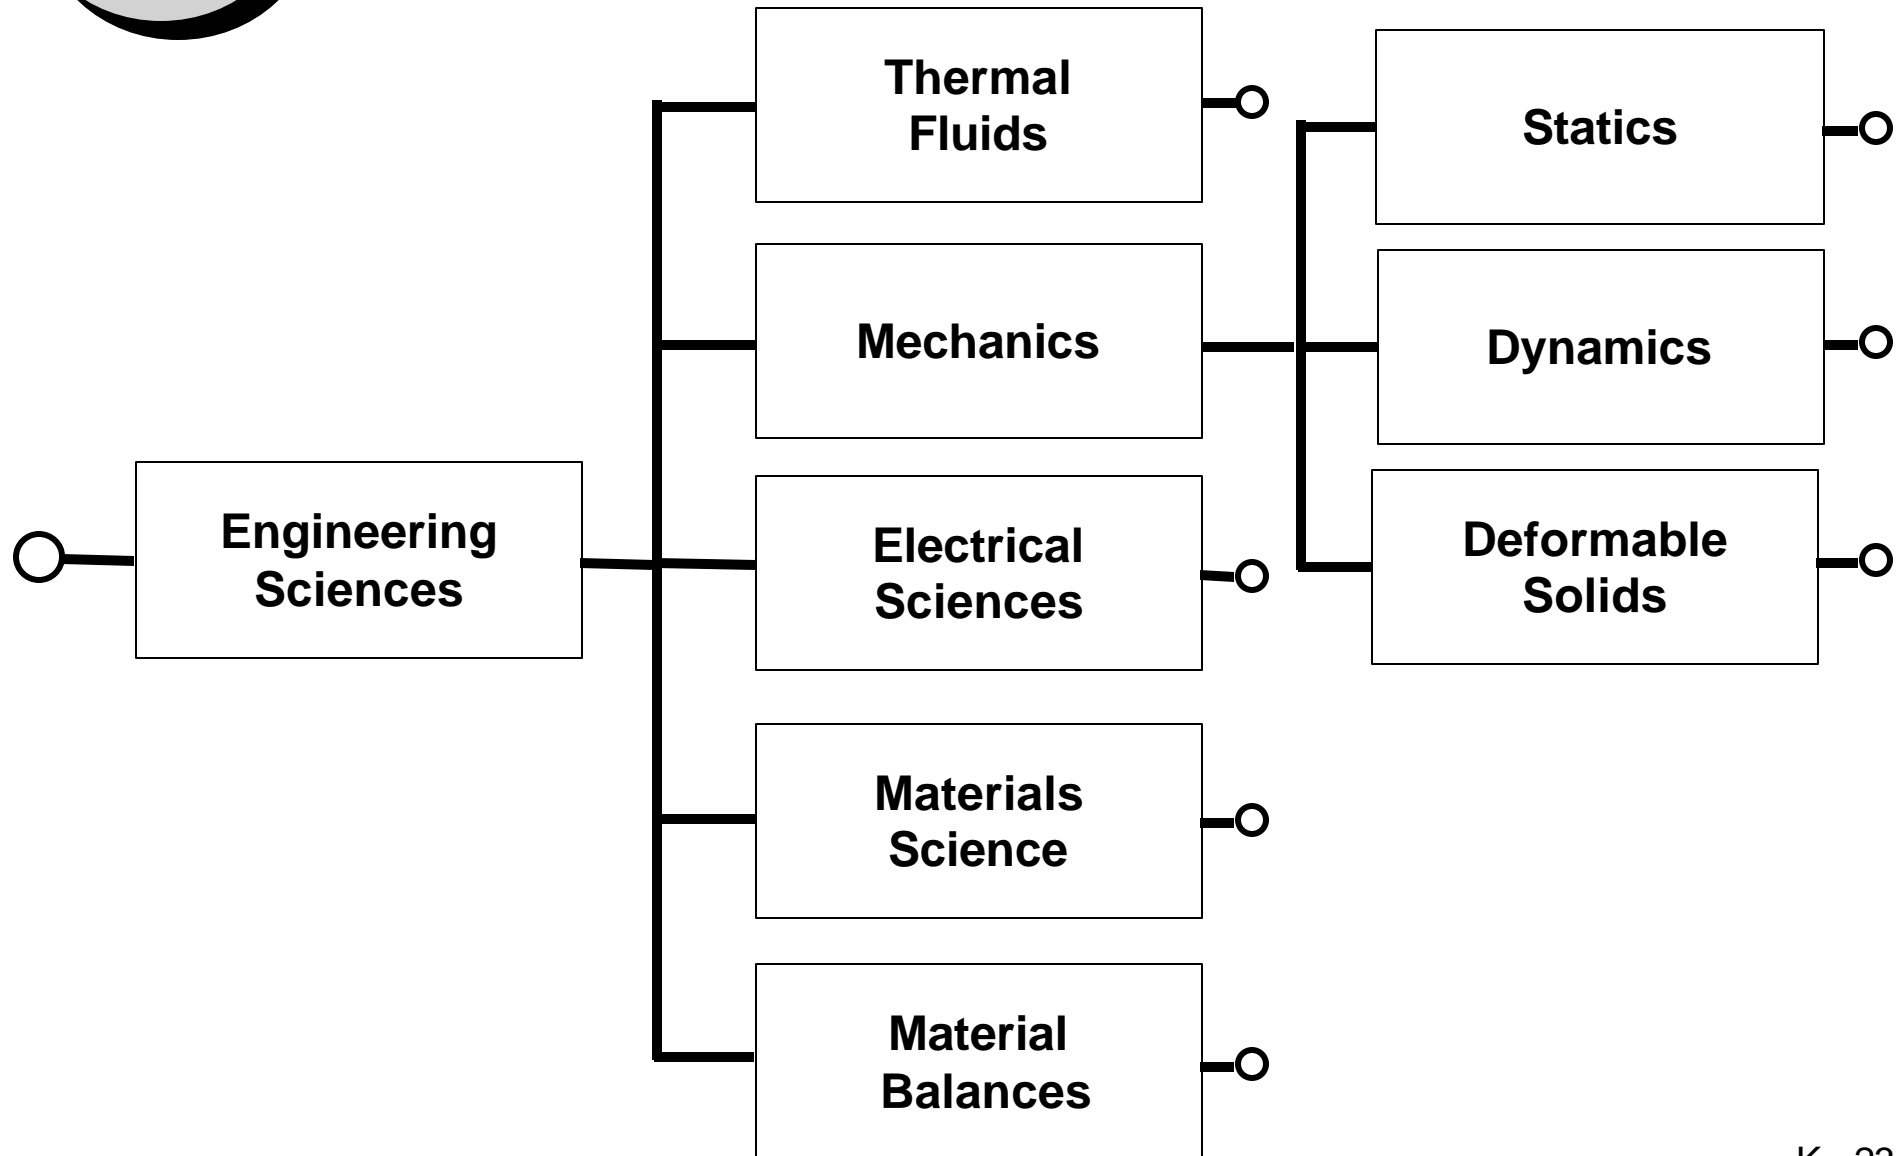 Thermal
Fluids
Statics
Mechanics
Dynamics
Engineering
Sciences
Electrical
Sciences
Deformable
Solids
Materials
Science
Material
Balances